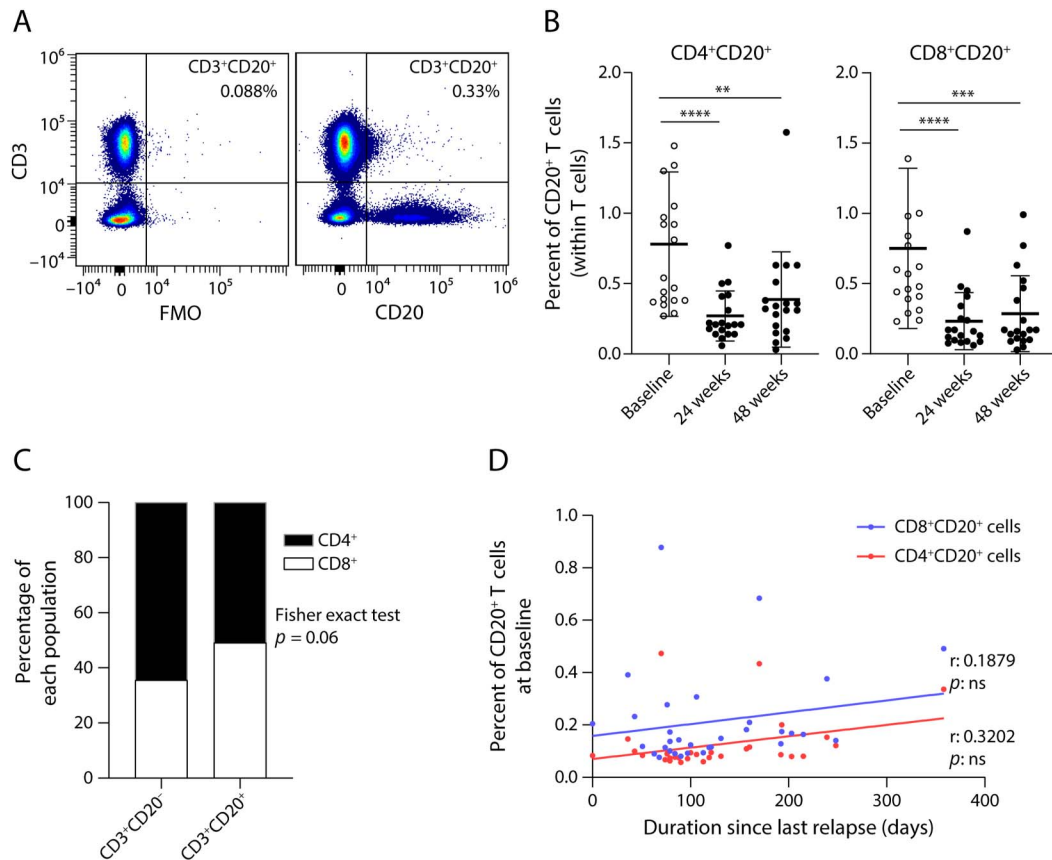 A
CD3
10⁶
10⁵
10⁴
0
−10⁴
CD3⁺CD20⁺
0.088%
−10⁴ 0 10⁴ 10⁵
FMO
CD3⁺CD20⁺
0.33%
−10⁴ 0 10⁴ 10⁵ 10⁶
CD20
B
Percent of CD20⁺ T cells
(within T cells)
CD4⁺CD20⁺
2.0
1.5
1.0
0.5
0.0
**
****
Baseline
24 weeks
48 weeks
CD8⁺CD20⁺
2.0
1.5
1.0
0.5
0.0
***
****
Baseline
24 weeks
48 weeks
C
Percentage of
each population
100
80
60
40
20
0
CD3⁺CD20⁻
CD3⁺CD20⁺
CD4⁺
CD8⁺
Fisher exact test
p = 0.06
D
Percent of CD20⁺ T cells
at baseline
1.0
0.8
0.6
0.4
0.2
0.0
0 100 200 300 400
Duration since last relapse (days)
CD8⁺CD20⁺ cells
CD4⁺CD20⁺ cells
r: 0.1879
p: ns
r: 0.3202
p: ns